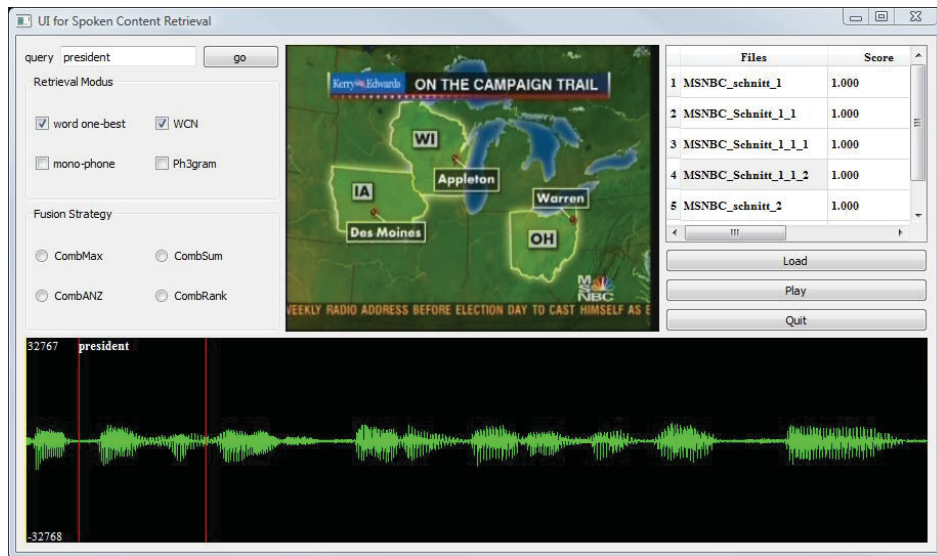 UI for Spoken Content Retrieval
query president go
Retrieval Modus
word one-best WCN
mono-phone Ph3gram
Fusion Strategy
CombMax CombSum
CombANZ CombRank
Kerry Edwards ON THE CAMPAIGN TRAIL
WI
Appleton
IA
Warren
Des Moines
OH
MSNBC
WEEKLY RADIO ADDRESS BEFORE ELECTION DAY TO CAST HIMSELF AS
Files Score
1 MSNBC_schnitt_1 1.000
2 MSNBC_Schnitt_1_1 1.000
3 MSNBC_Schnitt_1_1_1 1.000
4 MSNBC_Schnitt_1_1_2 1.000
5 MSNBC_schnitt_2 1.000
Load
Play
Quit
32767 president
-32768